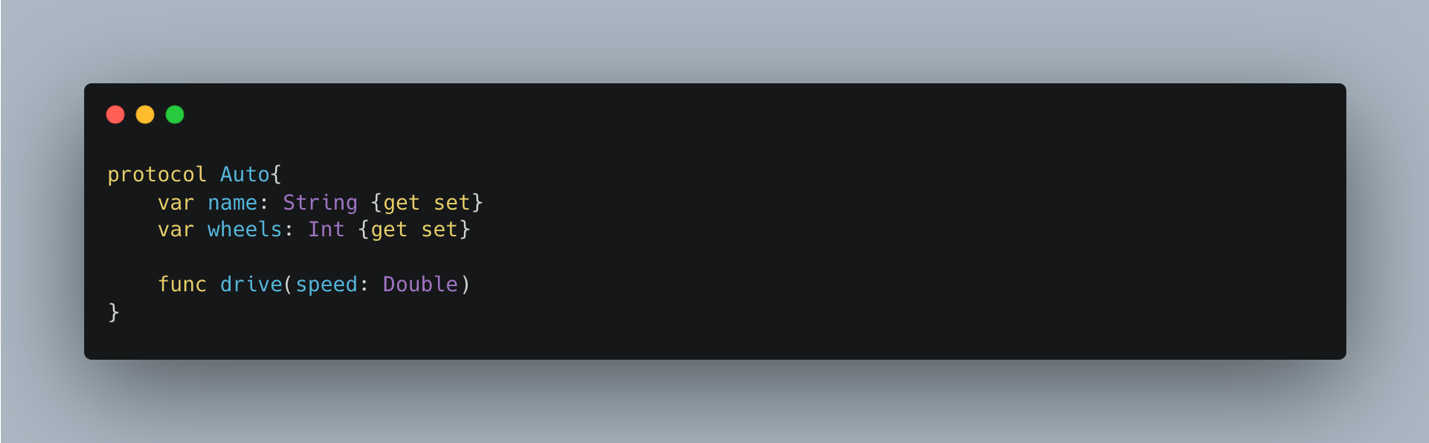 protocol Auto{
    var name: String {get set}
    var wheels: Int {get set}

    func drive(speed: Double)
}